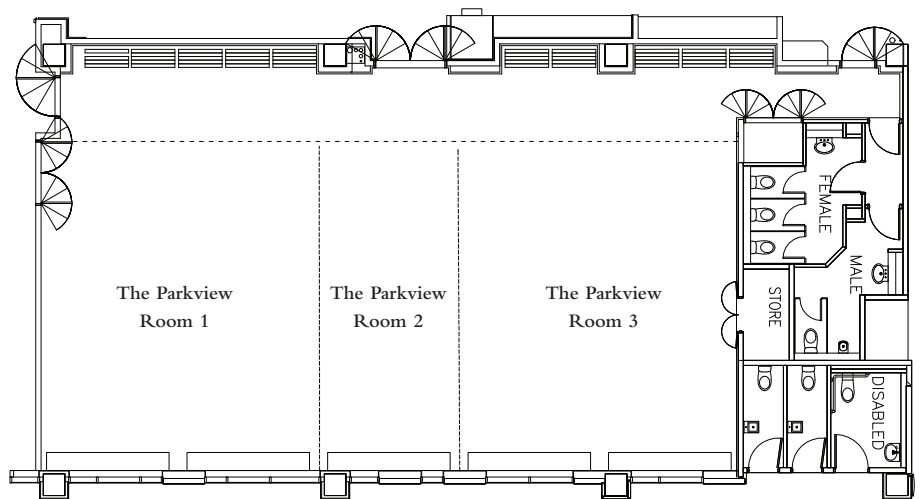 The Parkview
Room 1
The Parkview
Room 2
The Parkview
Room 3
FEMALE
MALE
STORE
DISABLED